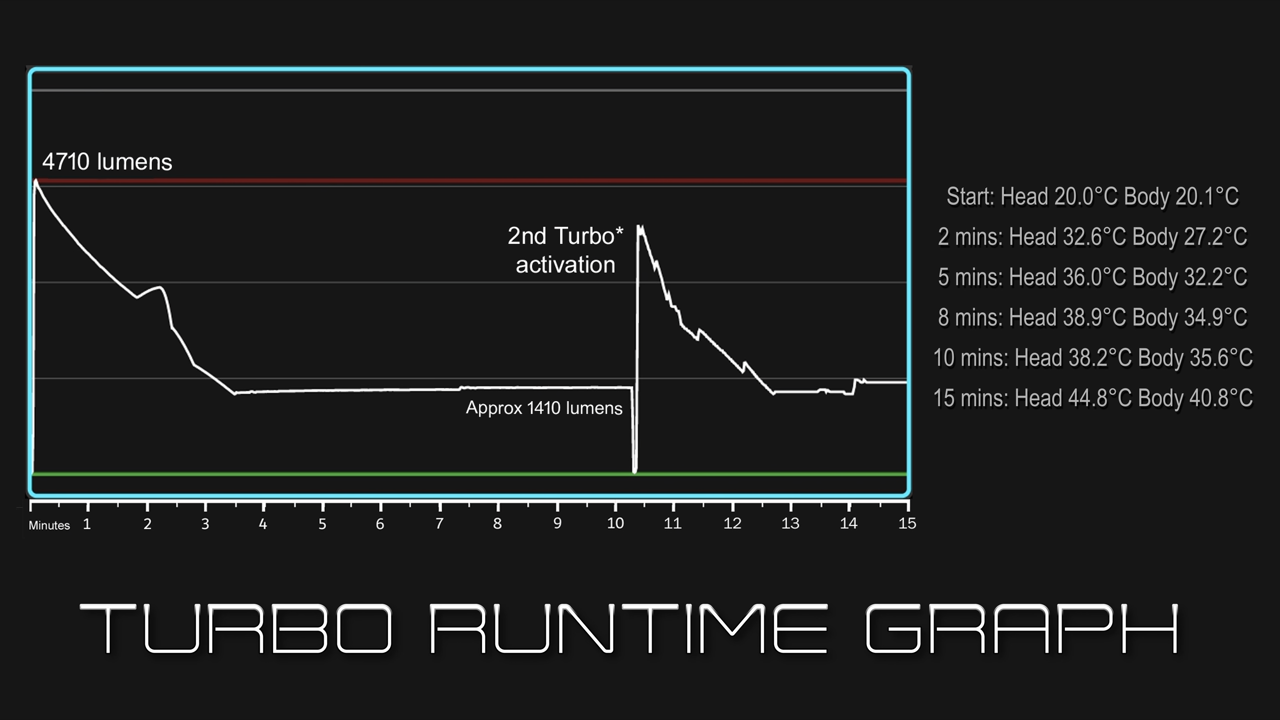 4710 lumens
2nd Turbo*
activation
Approx 1410 lumens
Minutes 1 2 3 4 5 6 7 8 9 10 11 12 13 14 15
Start: Head 20.0°C Body 20.1°C
2 mins: Head 32.6°C Body 27.2°C
5 mins: Head 36.0°C Body 32.2°C
8 mins: Head 38.9°C Body 34.9°C
10 mins: Head 38.2°C Body 35.6°C
15 mins: Head 44.8°C Body 40.8°C
TURBO RUNTIME GRAPH